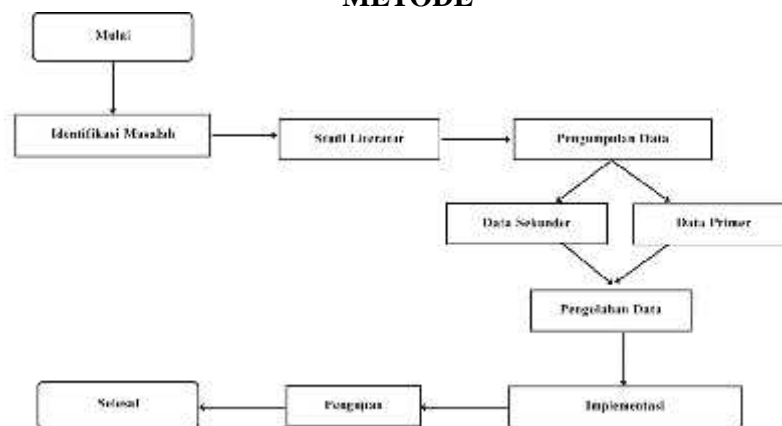 METODE
Mulai
Identifikasi Masalah
Studi Literatur
Pengumpulan Data
Data Sekunder
Data Primer
Pengolahan Data
Implementasi
Pengujian
Selesai